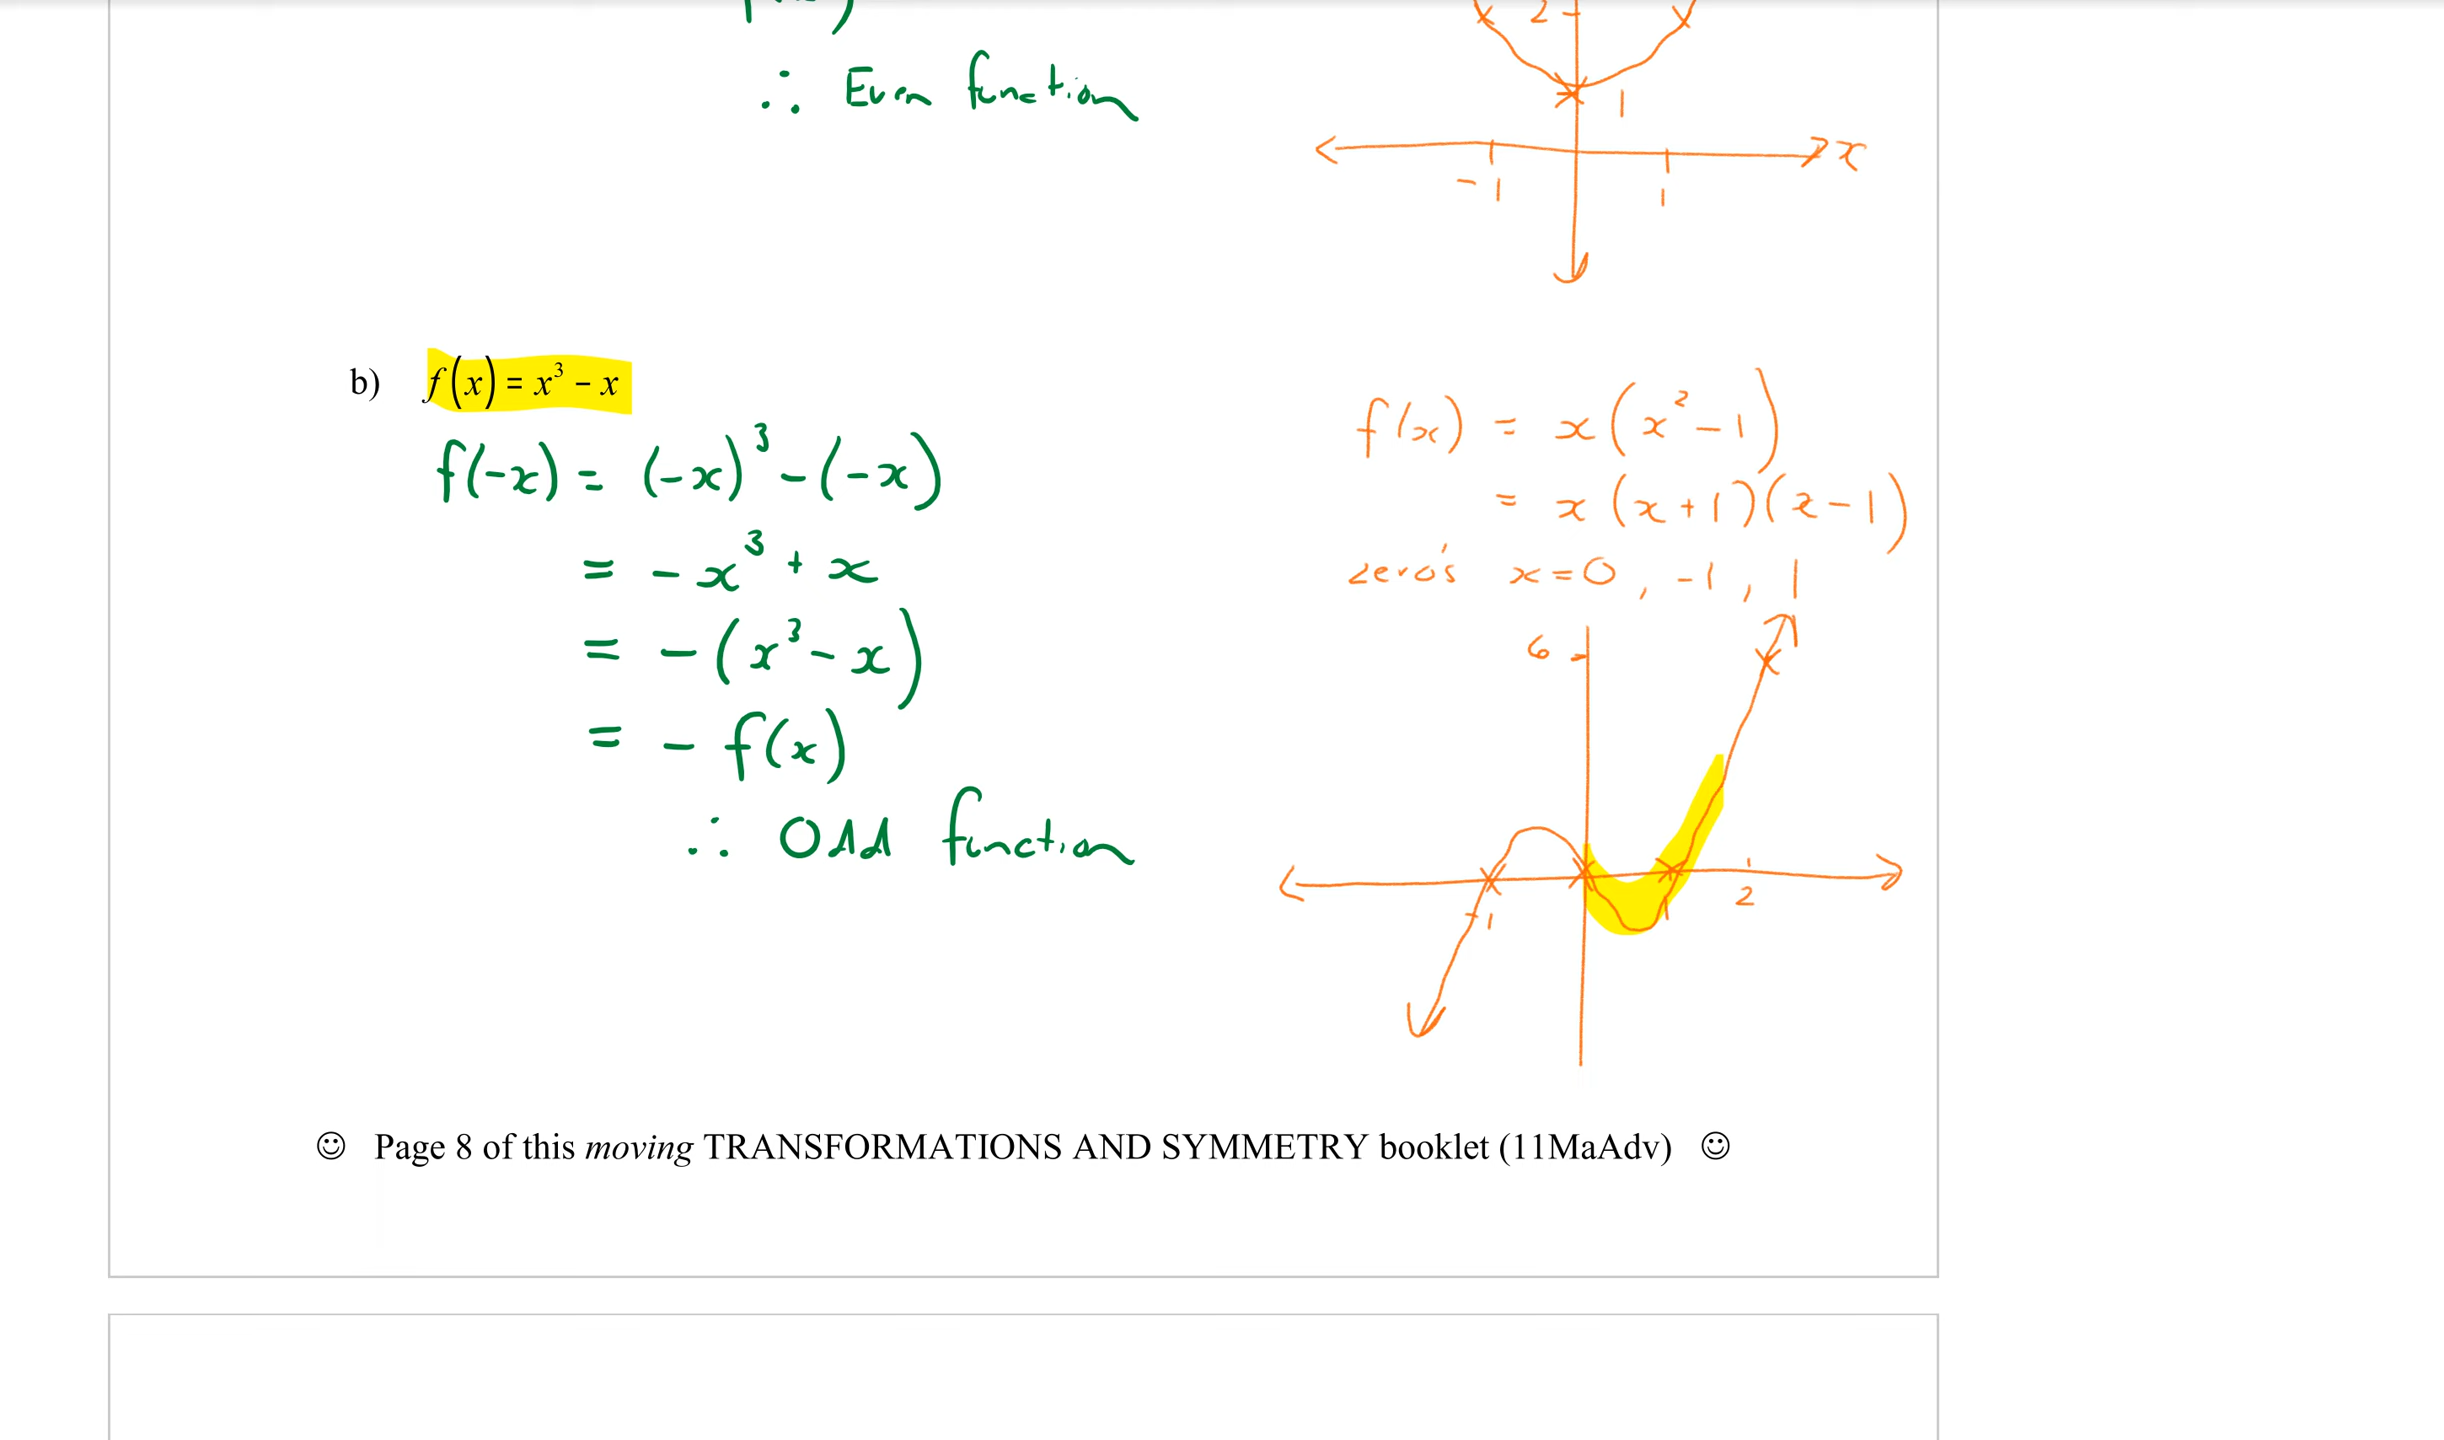 ∴ Even function
2
1
x
-1
1
b) f(x) = x³ − x
f(-x) = (-x)³ - (-x)
= -x³ + x
= -(x³ - x)
= - f(x)
∴ Odd function
f(x) = x(x² - 1)
= x(x+1)(x-1)
zero's x = 0, -1, 1
6
-1
1
2
☺ Page 8 of this moving TRANSFORMATIONS AND SYMMETRY booklet (11MaAdv) ☺